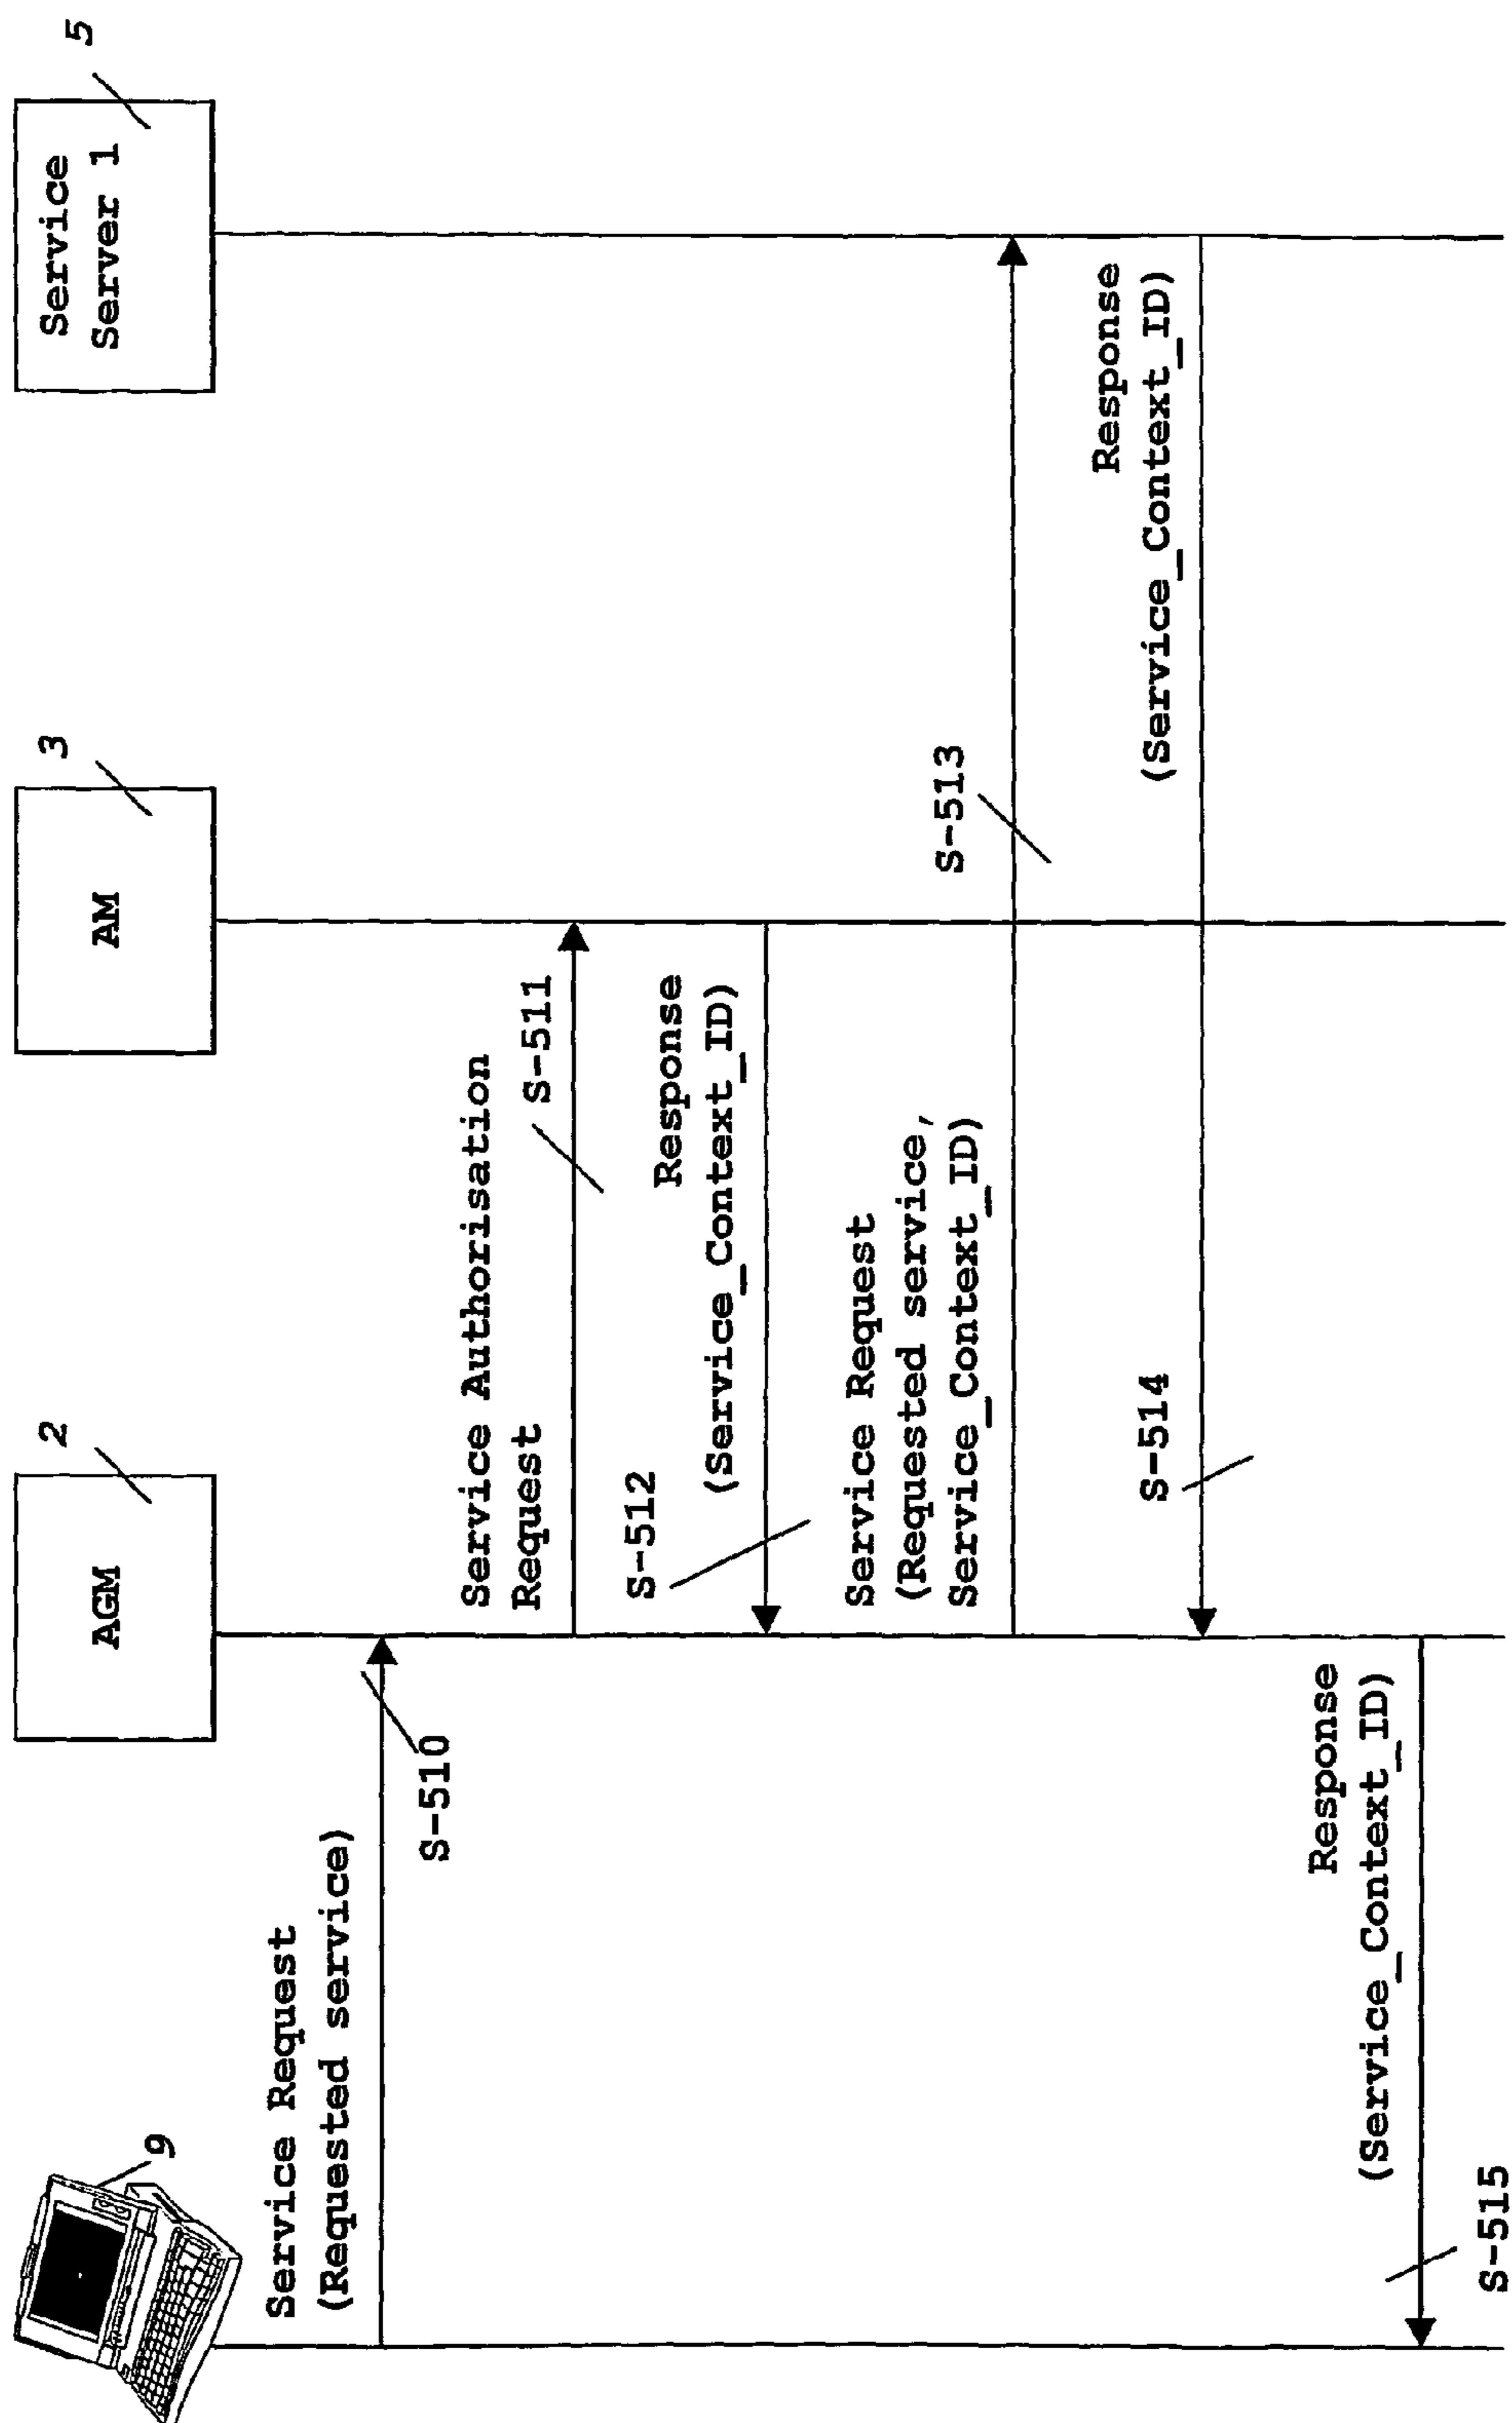 9
AGM
2
AM
3
Service
Server 1
5
Service Request
(Requested service)
S-510
Service Authorisation
Request
S-511
S-512
Response
(Service_Context_ID)
Service Request
(Requested service,
Service_Context_ID)
S-513
Response
(Service_Context_ID)
S-514
Response
(Service_Context_ID)
S-515